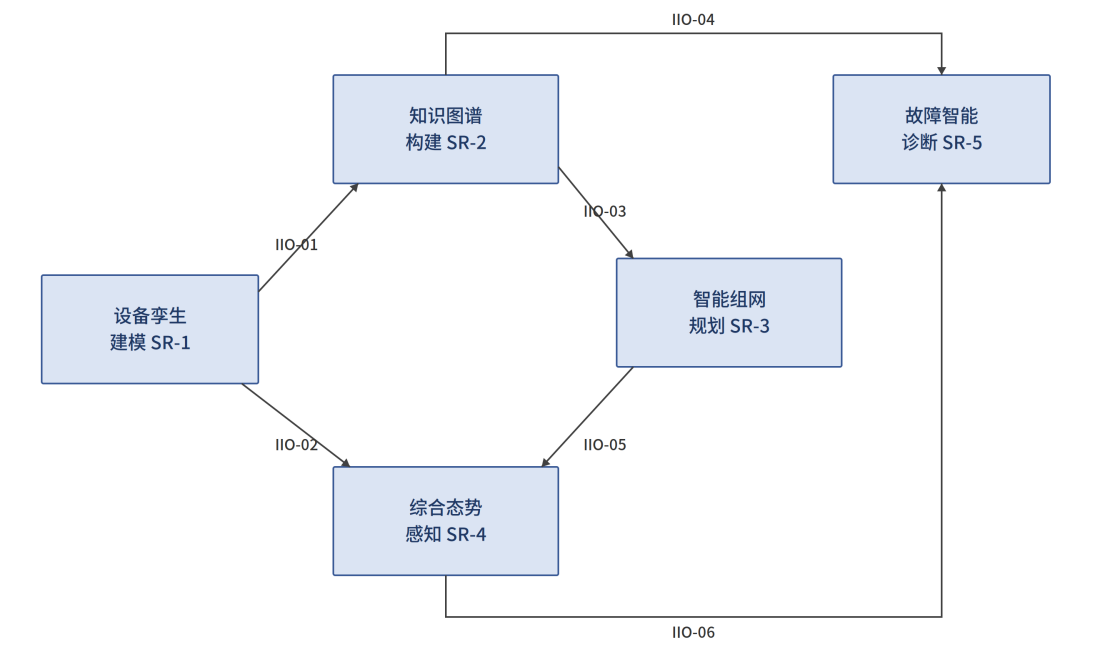 IIO-04
知识图谱
构建 SR-2
故障智能
诊断 SR-5
IIO-03
IIO-01
设备孪生
建模 SR-1
智能组网
规划 SR-3
IIO-02
IIO-05
综合态势
感知 SR-4
IIO-06